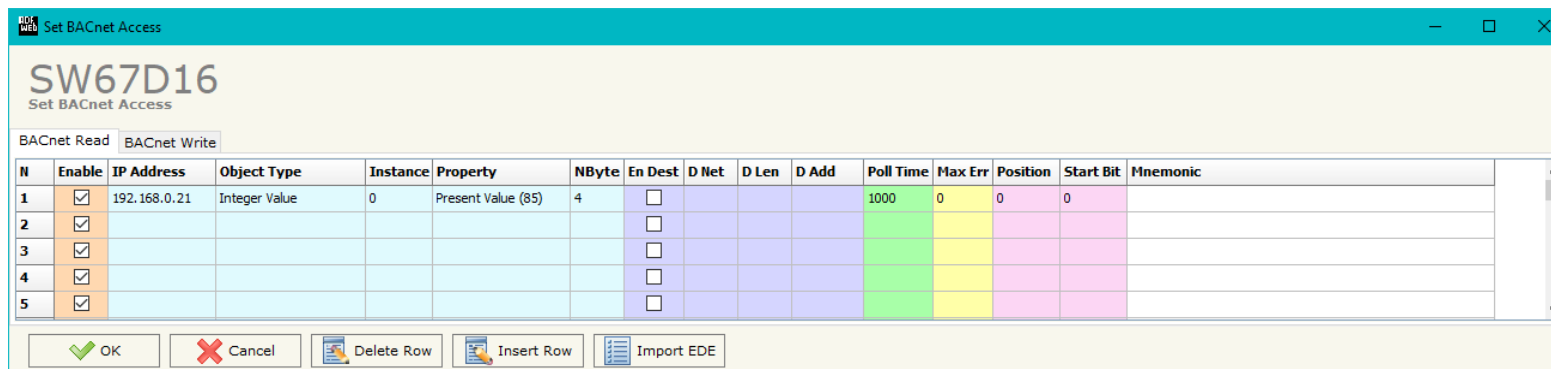 ADF WEB Set BACnet Access
SW67D16
Set BACnet Access
BACnet Read BACnet Write
N Enable IP Address Object Type Instance Property NByte En Dest D Net D Len D Add Poll Time Max Err Position Start Bit Mnemonic
1 192.168.0.21 Integer Value 0 Present Value (85) 4 1000 0 0 0
2
3
4
5
OK Cancel Delete Row Insert Row Import EDE